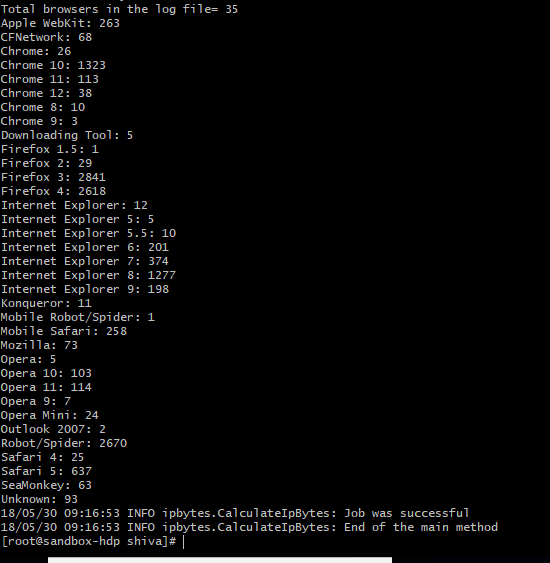 Total browsers in the log file= 35
Apple WebKit: 263
CFNetwork: 68
Chrome: 26
Chrome 10: 1323
Chrome 11: 113
Chrome 12: 38
Chrome 8: 10
Chrome 9: 3
Downloading Tool: 5
Firefox 1.5: 1
Firefox 2: 29
Firefox 3: 2841
Firefox 4: 2618
Internet Explorer: 12
Internet Explorer 5: 5
Internet Explorer 5.5: 10
Internet Explorer 6: 201
Internet Explorer 7: 374
Internet Explorer 8: 1277
Internet Explorer 9: 198
Konqueror: 11
Mobile Robot/Spider: 1
Mobile Safari: 258
Mozilla: 73
Opera: 5
Opera 10: 103
Opera 11: 114
Opera 9: 7
Opera Mini: 24
Outlook 2007: 2
Robot/Spider: 2670
Safari 4: 25
Safari 5: 637
SeaMonkey: 63
Unknown: 93
18/05/30 09:16:53 INFO ipbytes.CalculateIpBytes: Job was successful
18/05/30 09:16:53 INFO ipbytes.CalculateIpBytes: End of the main method
[root@sandbox-hdp shiva]#